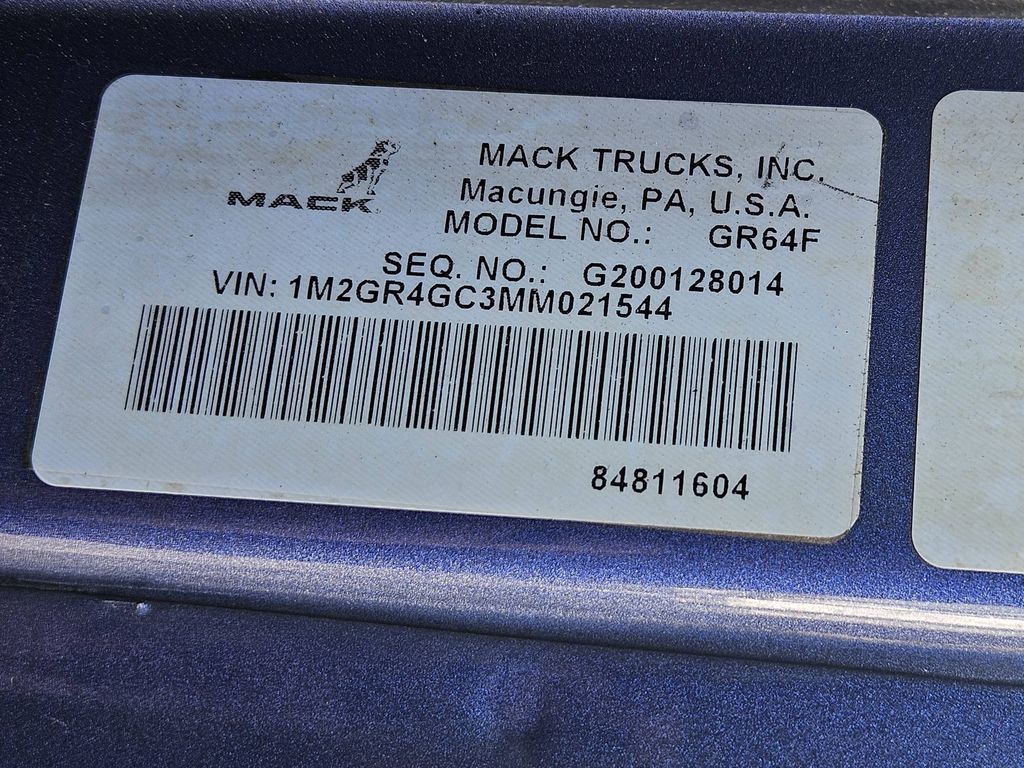 MACK
MACK TRUCKS, INC.
Macungie, PA, U.S.A.
MODEL NO.: GR64F
SEQ. NO.: G200128014
VIN: 1M2GR4GC3MM021544
84811604